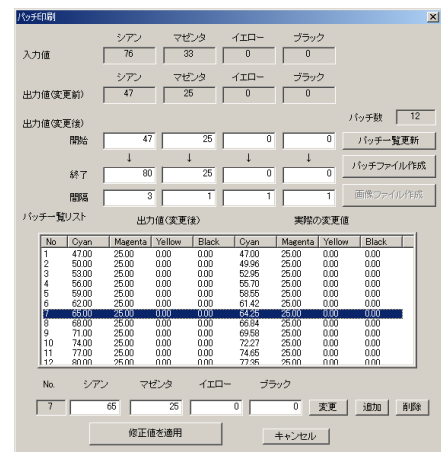 パッチ印刷
シアン マゼンタ イエロー ブラック
入力値 76 33 0 0
シアン マゼンタ イエロー ブラック
出力値(変更前) 47 25 0 0
パッチ数 12
出力値(変更後)
開始 47 25 0 0 パッチ一覧更新
↓ ↓ ↓ ↓
終了 80 25 0 0 パッチファイル作成
間隔 3 1 1 1 画像ファイル作成
パッチ一覧リスト 出力値(変更後) 実際の変更値
No Cyan Magenta Yellow Black Cyan Magenta Yellow Black
1 47.00 25.00 0.00 0.00 47.00 25.00 0.00 0.00
2 50.00 25.00 0.00 0.00 49.96 25.00 0.00 0.00
3 53.00 25.00 0.00 0.00 52.95 25.00 0.00 0.00
4 56.00 25.00 0.00 0.00 55.70 25.00 0.00 0.00
5 59.00 25.00 0.00 0.00 58.55 25.00 0.00 0.00
6 62.00 25.00 0.00 0.00 61.42 25.00 0.00 0.00
7 65.00 25.00 0.00 0.00 64.25 25.00 0.00 0.00
8 68.00 25.00 0.00 0.00 66.84 25.00 0.00 0.00
9 71.00 25.00 0.00 0.00 69.58 25.00 0.00 0.00
10 74.00 25.00 0.00 0.00 72.27 25.00 0.00 0.00
11 77.00 25.00 0.00 0.00 74.65 25.00 0.00 0.00
12 80.00 25.00 0.00 0.00 77.35 25.00 0.00 0.00
No. シアン マゼンタ イエロー ブラック
7 65 25 0 0 変更 追加 削除
修正値を適用 キャンセル